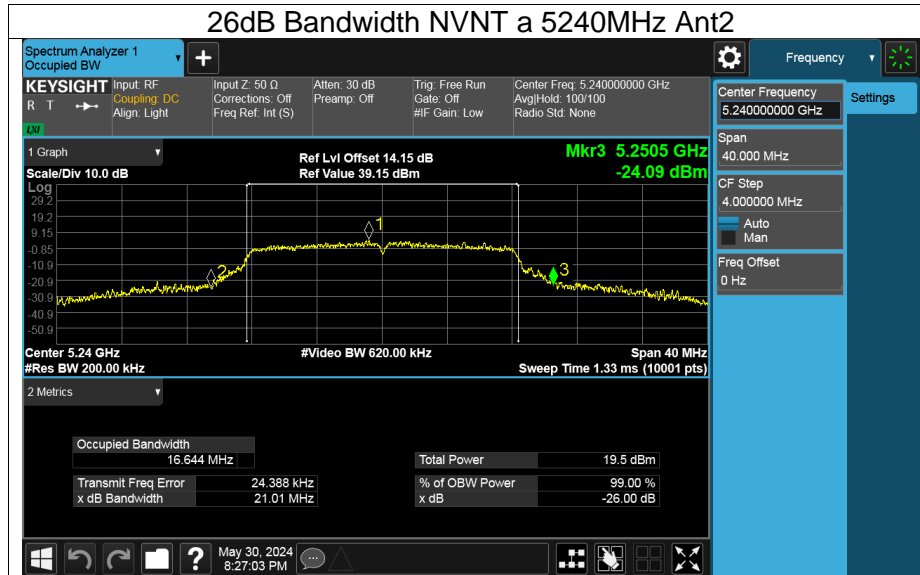 26dB Bandwidth NVNT a 5240MHz Ant2
Spectrum Analyzer 1
Occupied BW
+
Frequency
Settings
KEYSIGHT
R T
LXI
Input: RF
Coupling: DC
Align: Light
Input Z: 50 Ω
Corrections: Off
Freq Ref: Int (S)
Atten: 30 dB
Preamp: Off
Trig: Free Run
Gate: Off
#IF Gain: Low
Center Freq: 5.240000000 GHz
Avg|Hold: 100/100
Radio Std: None
Center Frequency
5.240000000 GHz
Span
40.000 MHz
CF Step
4.000000 MHz
Auto
Man
Freq Offset
0 Hz
1 Graph
Scale/Div 10.0 dB
Ref Lvl Offset 14.15 dB
Ref Value 39.15 dBm
Mkr3 5.2505 GHz
-24.09 dBm
Log
29.2
19.2
9.15
-0.85
-10.9
-20.9
-30.9
-40.9
-50.9
1
2
3
Center 5.24 GHz
#Res BW 200.00 kHz
#Video BW 620.00 kHz
Span 40 MHz
Sweep Time 1.33 ms (10001 pts)
2 Metrics
Occupied Bandwidth
16.644 MHz
Transmit Freq Error 24.388 kHz
x dB Bandwidth 21.01 MHz
Total Power 19.5 dBm
% of OBW Power 99.00 %
x dB -26.00 dB
?
May 30, 2024
8:27:03 PM